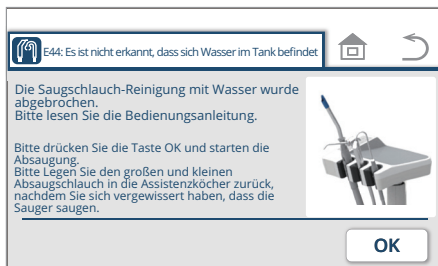 E44: Es ist nicht erkannt, dass sich Wasser im Tank befindet
Die Saugschlauch-Reinigung mit Wasser wurde
abgebrochen.
Bitte lesen Sie die Bedienungsanleitung.
Bitte drücken Sie die Taste OK und starten die
Absaugung.
Bitte Legen Sie den großen und kleinen
Absaugschlauch in die Assistenzköcher zurück,
nachdem Sie sich vergewissert haben, dass die
Sauger saugen.
OK